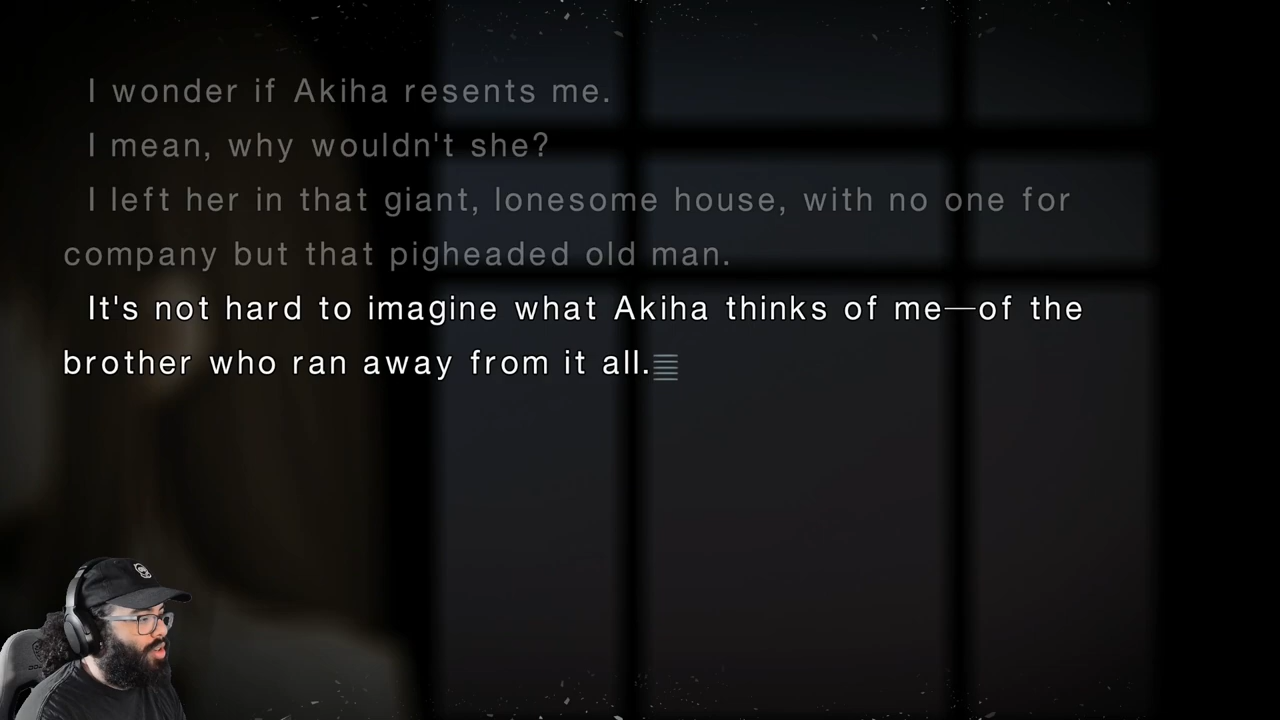 I wonder if Akiha resents me.
I mean, why wouldn't she?
I left her in that giant, lonesome house, with no one for
company but that pigheaded old man.
It's not hard to imagine what Akiha thinks of me—of the
brother who ran away from it all.